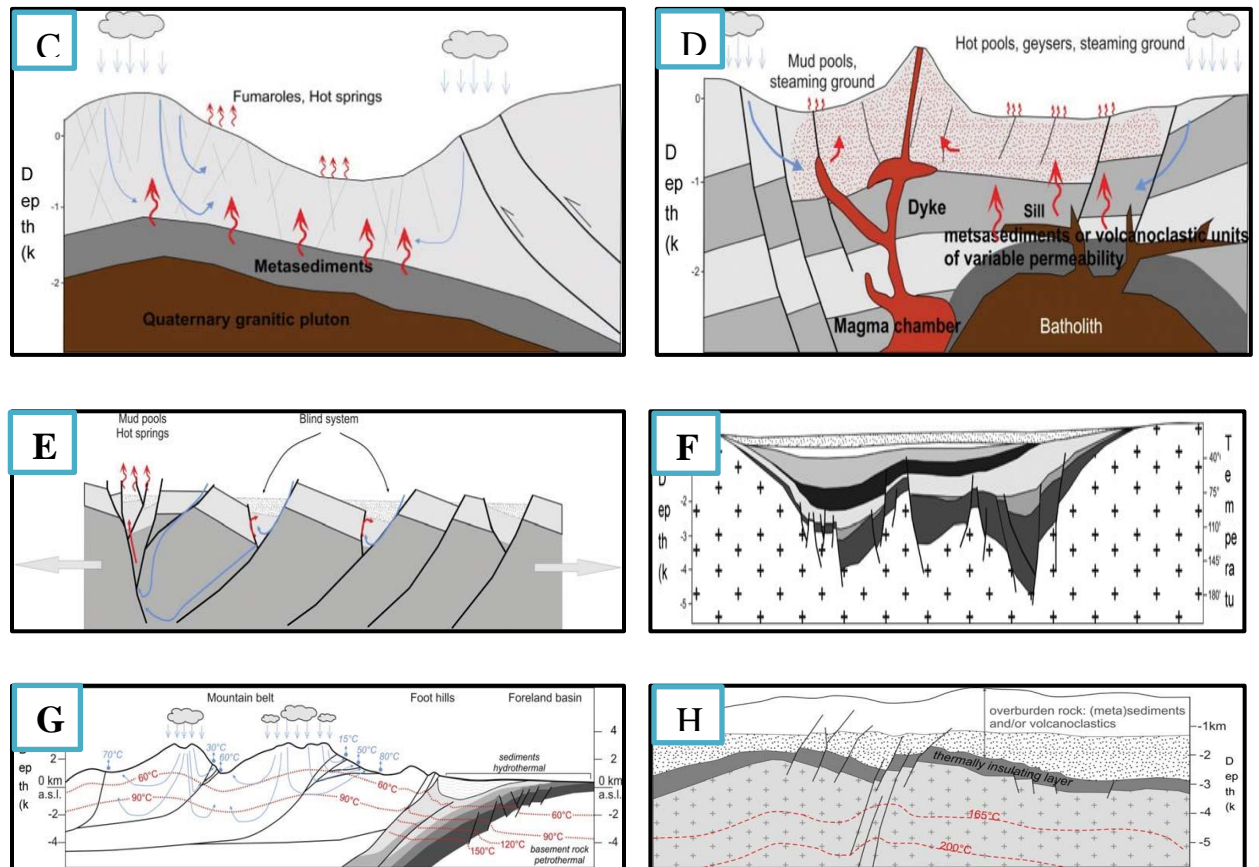 C
Fumaroles, Hot springs
0
-1
-2
D
ep
th
(k
Metasediments
Quaternary granitic pluton
D
Hot pools, geysers, steaming ground
Mud pools,
steaming ground
0
-1
-2
D
ep
th
(k
Dyke
Sill
metsasediments or volcanoclastic units
of variable permeability
Magma chamber
Batholith
E
Mud pools
Hot springs
Blind system
F
ep
th
(k
-2
-3
-4
-5
40°
75°
110°
145°
180°
T
e
m
pe
ra
tu
G
Mountain belt
Foot hills
Foreland basin
ep
th
(k
2
0 km
a.s.l.
-2
-4
4
2
0 km
a.s.l.
-2
-4
70°C
30°C
60°C
15°C
50°C
80°C
60°C
90°C
90°C
60°C
sediments
hydrothermal
60°C
90°C
120°C
150°C
basement rock
petrothermal
H
overburden rock: (meta)sediments
and/or volcanoclastics
thermally insulating layer
165°C
200°C
-1km
-2
-3
-4
-5
D
ep
th
(k